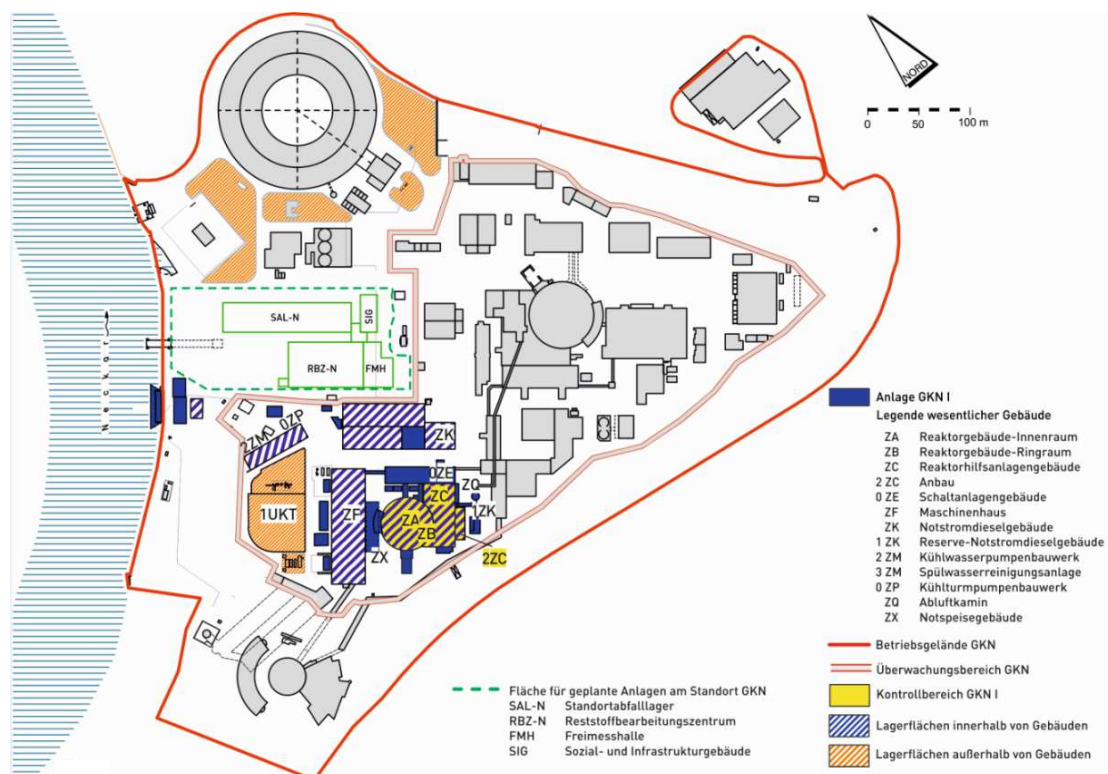 NORD
0 50 100 m
SAL-N
SIG
RBZ-N
FMH
Neckar
2ZM
0ZP
ZK
0ZE
ZQ
1ZK
ZC
1UKT
ZF
ZA
ZB
ZX
2ZC
Anlage GKN I
Legende wesentlicher Gebäude
ZA Reaktorgebäude-Innenraum
ZB Reaktorgebäude-Ringraum
ZC Reaktorhilfsanlagengebäude
2 ZC Anbau
0 ZE Schaltanlagengebäude
ZF Maschinenhaus
ZK Notstromdieselgebäude
1 ZK Reserve-Notstromdieselgebäude
2 ZM Kühlwasserpumpenbauwerk
3 ZM Spülwasserreinigungsanlage
0 ZP Kühlturmpumpenbauwerk
ZQ Abluftkamin
ZX Notspeisegebäude
Betriebsgelände GKN
Überwachungsbereich GKN
Kontrollbereich GKN I
Lagerflächen innerhalb von Gebäuden
Lagerflächen außerhalb von Gebäuden
Fläche für geplante Anlagen am Standort GKN
SAL-N Standortabfalllager
RBZ-N Reststoffbearbeitungszentrum
FMH Freimesshalle
SIG Sozial- und Infrastrukturgebäude